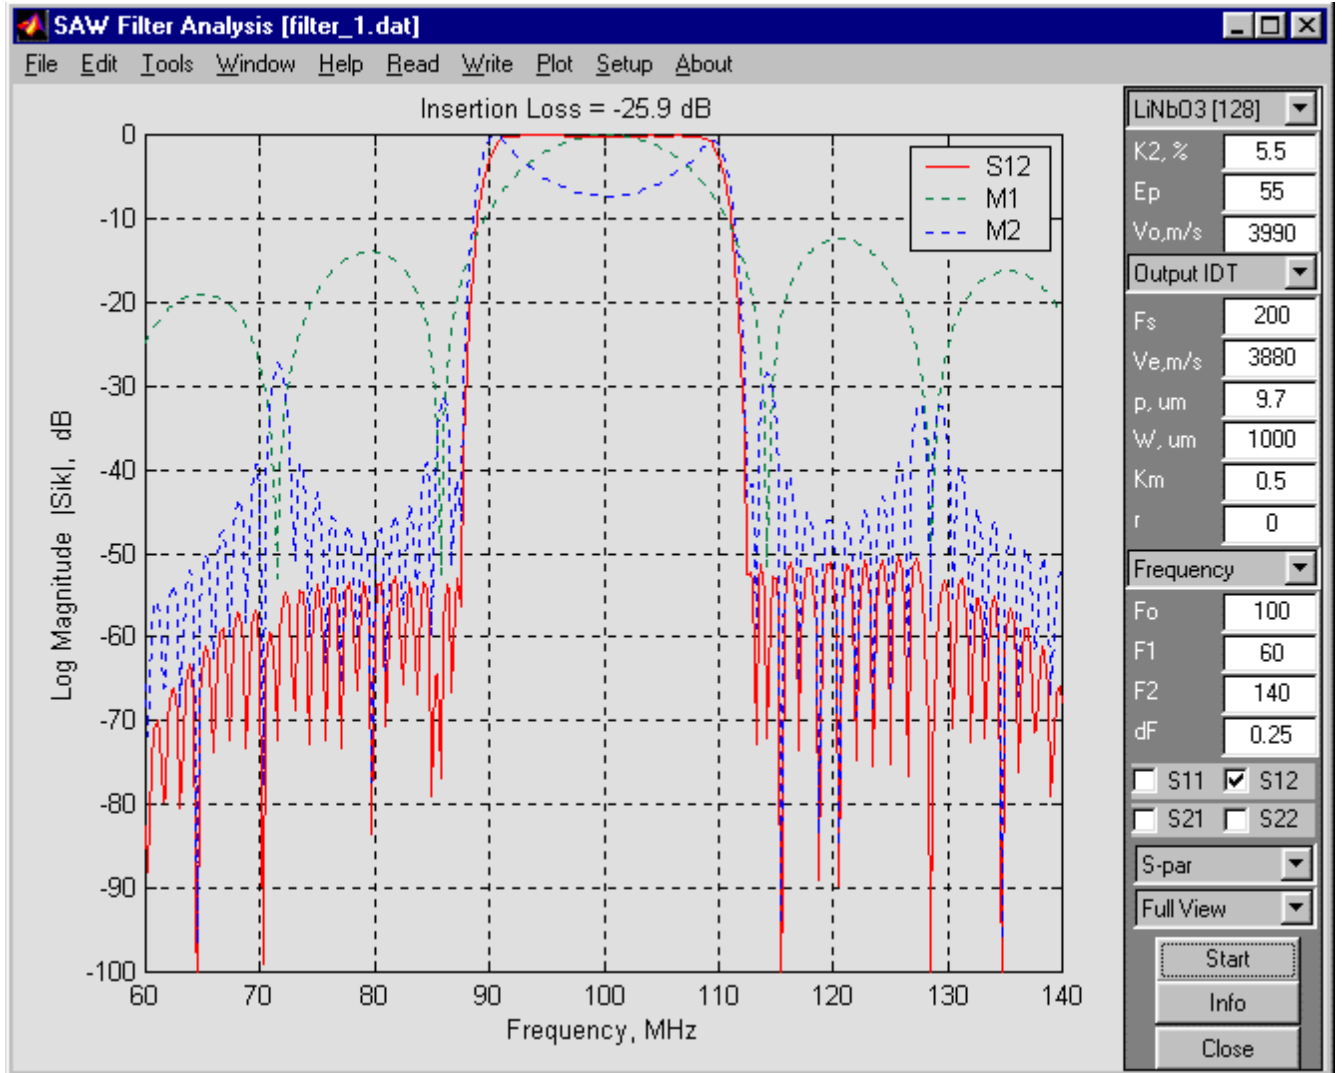 SAW Filter Analysis [filter_1.dat]
File Edit Tools Window Help Read Write Plot Setup About
Insertion Loss = -25.9 dB
0
-10
-20
-30
-40
-50
-60
-70
-80
-90
-100
Log Magnitude |Sik|, dB
60 70 80 90 100 110 120 130 140
Frequency, MHz
S12
M1
M2
LiNbO3 [128]
K2, % 5.5
Ep 55
Vo,m/s 3990
Output IDT
Fs 200
Ve,m/s 3880
p, um 9.7
W, um 1000
Km 0.5
r 0
Frequency
Fo 100
F1 60
F2 140
dF 0.25
S11 S12
S21 S22
S-par
Full View
Start
Info
Close